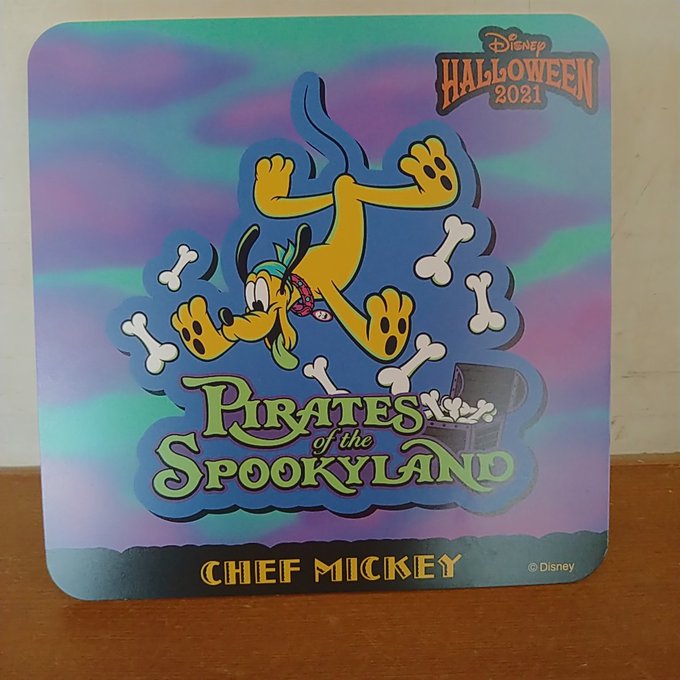 Disney
HALLOWEEN
2021
PIRATES
of the
SPOOKYLAND
CHEF MICKEY
© Disney